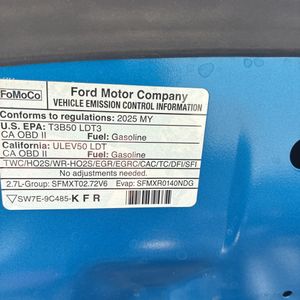 FoMoCo
Ford Motor Company
VEHICLE EMISSION CONTROL INFORMATION
Conforms to regulations: 2025 MY
U.S. EPA: T3B50 LDT3
CA OBD II Fuel: Gasoline
California: ULEV50 LDT
CA OBD II Fuel: Gasoline
TWC/HO2S/WR-HO2S/EGR/EGRC/CAC/TC/DFI/SFI
No adjustments needed.
2.7L-Group: SFMXT02.72V6 Evap: SFMXR0140NDG
SW7E-9C485-KFR